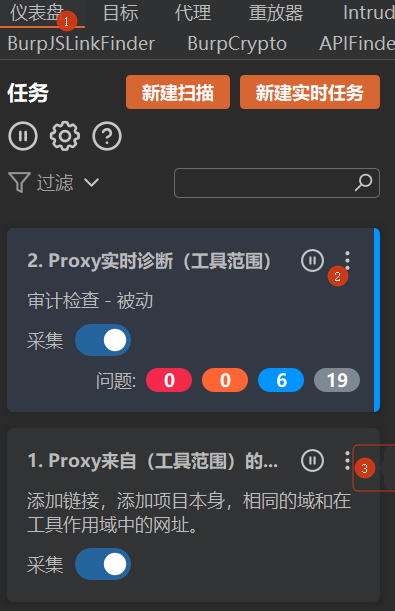 仪表盘 目标 代理 重放器 Intrud
1
BurpJSLinkFinder BurpCrypto APIFinde
任务 新建扫描 新建实时任务
过滤
2. Proxy实时诊断（工具范围）
2
审计检查 - 被动
采集
问题: 0 0 6 19
1. Proxy来自（工具范围）的...
3
添加链接，添加项目本身，相同的域和在
工具作用域中的网址。
采集